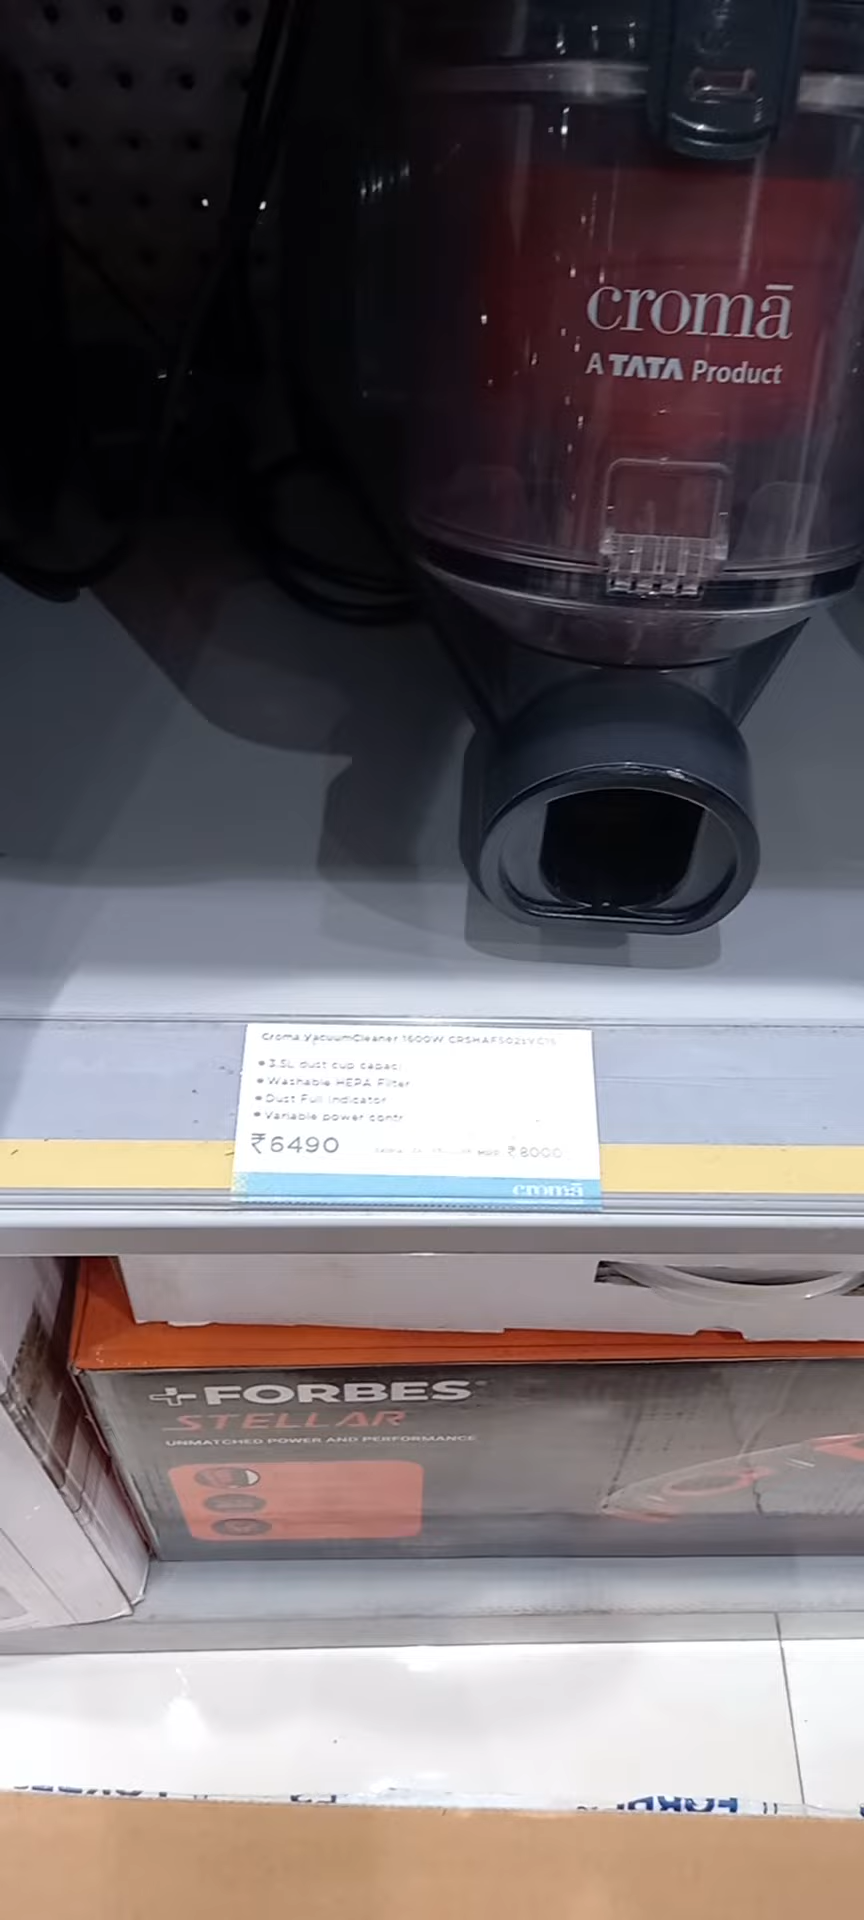 cromā
A TATA Product
Croma VacuumCleaner 1600W
3.5L dust cup capaci
Washable HEPA Filter
Dust Full Indicator
Variable power contr
₹6490 MRP ₹8000
cromā
FORBES
STELLAR
UNMATCHED POWER AND PERFORMANCE